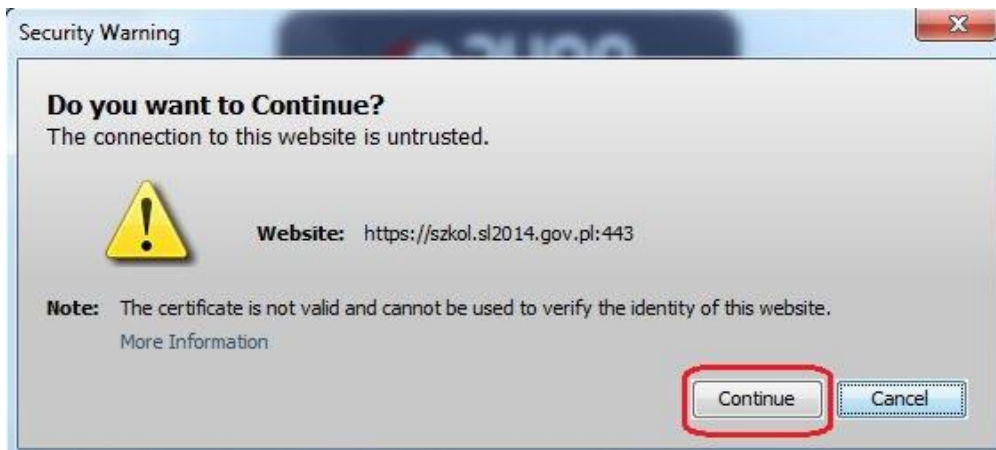 Security Warning
Do you want to Continue?
The connection to this website is untrusted.
Website: https://szkol.sl2014.gov.pl:443
Note: The certificate is not valid and cannot be used to verify the identity of this website.
More Information
Continue Cancel